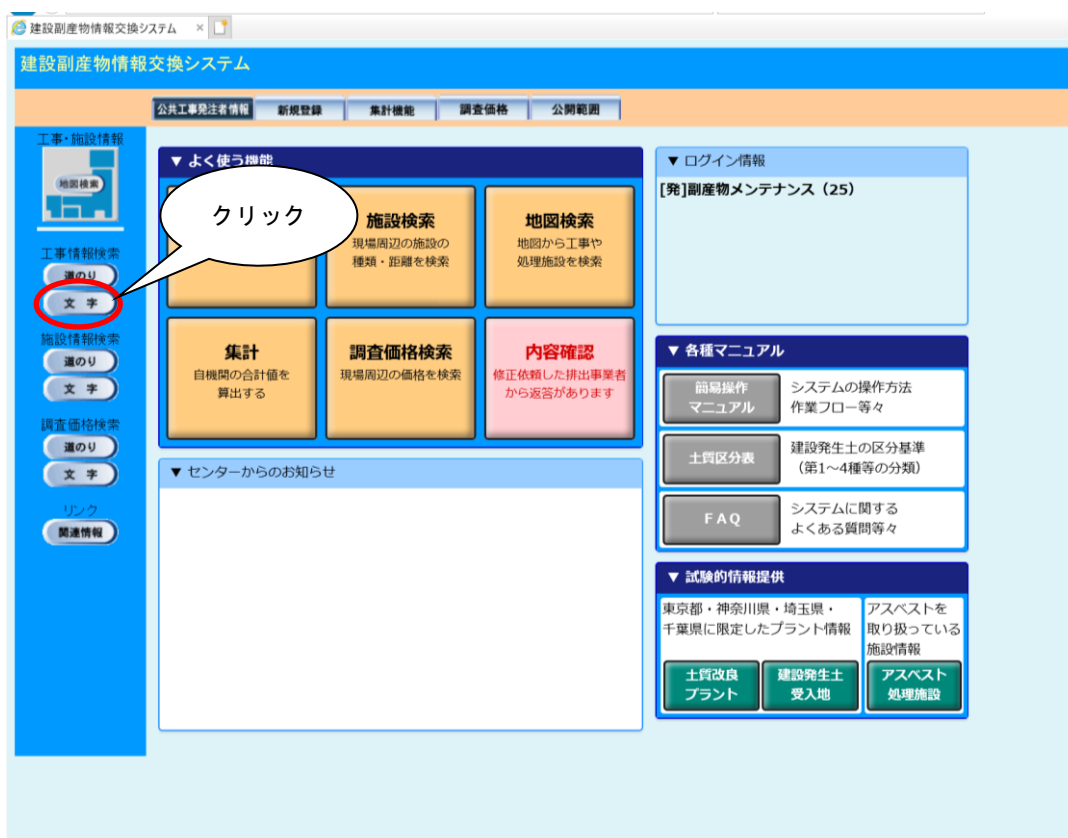 建設副産物情報交換システム
建設副産物情報交換システム
公共工事発注者情報
新規登録
集計機能
調査価格
公開範囲
工事・施設情報
地図検索
工事情報検索
道のり
文 字
施設情報検索
道のり
文 字
調査価格検索
道のり
文 字
リンク
関連情報
クリック
▼ よく使う機能
施設検索
現場周辺の施設の
種類・距離を検索
地図検索
地図から工事や
処理施設を検索
集計
自機関の合計値を
算出する
調査価格検索
現場周辺の価格を検索
内容確認
修正依頼した排出事業者
から返答があります
▼ センターからのお知らせ
▼ ログイン情報
[発]副産物メンテナンス（25）
▼ 各種マニュアル
簡易操作
マニュアル
システムの操作方法
作業フロー等々
土質区分表
建設発生土の区分基準
（第1～4種等の分類）
ＦＡＱ
システムに関する
よくある質問等々
▼ 試験的情報提供
東京都・神奈川県・埼玉県・
千葉県に限定したプラント情報
土質改良
プラント
建設発生土
受入地
アスベストを
取り扱っている
施設情報
アスベスト
処理施設